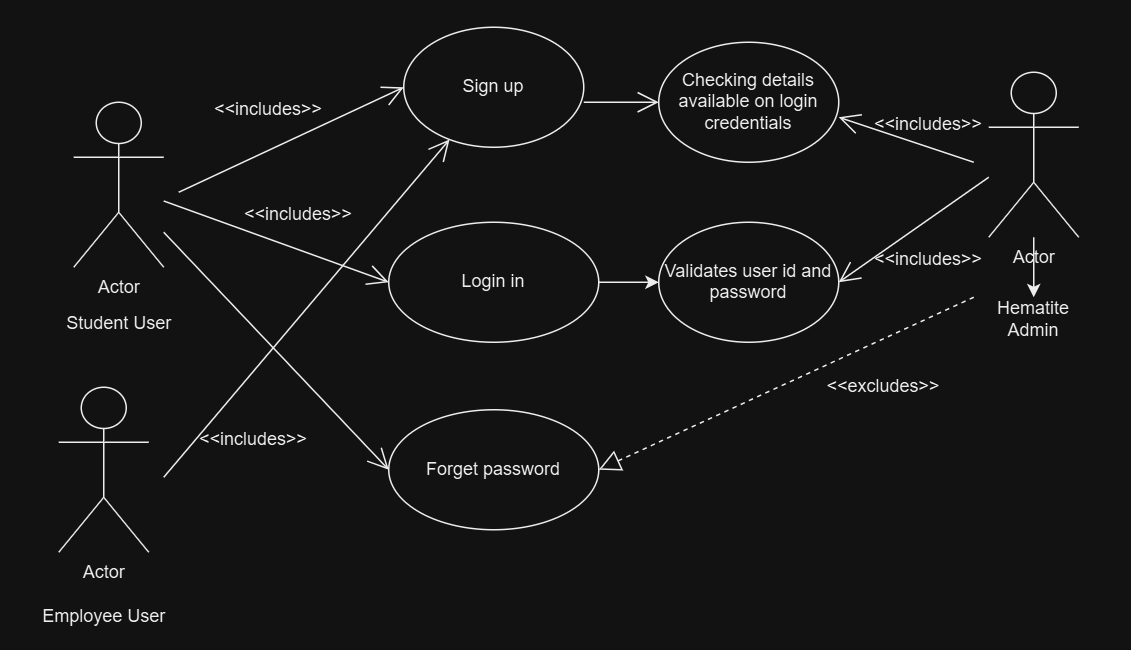 Sign up
Checking details
available on login
credentials
<<includes>>
<<includes>>
<<includes>>
Actor
Student User
Login in
Validates user id and
password
<<includes>>
Actor
Hematite
Admin
<<excludes>>
<<includes>>
Forget password
Actor
Employee User